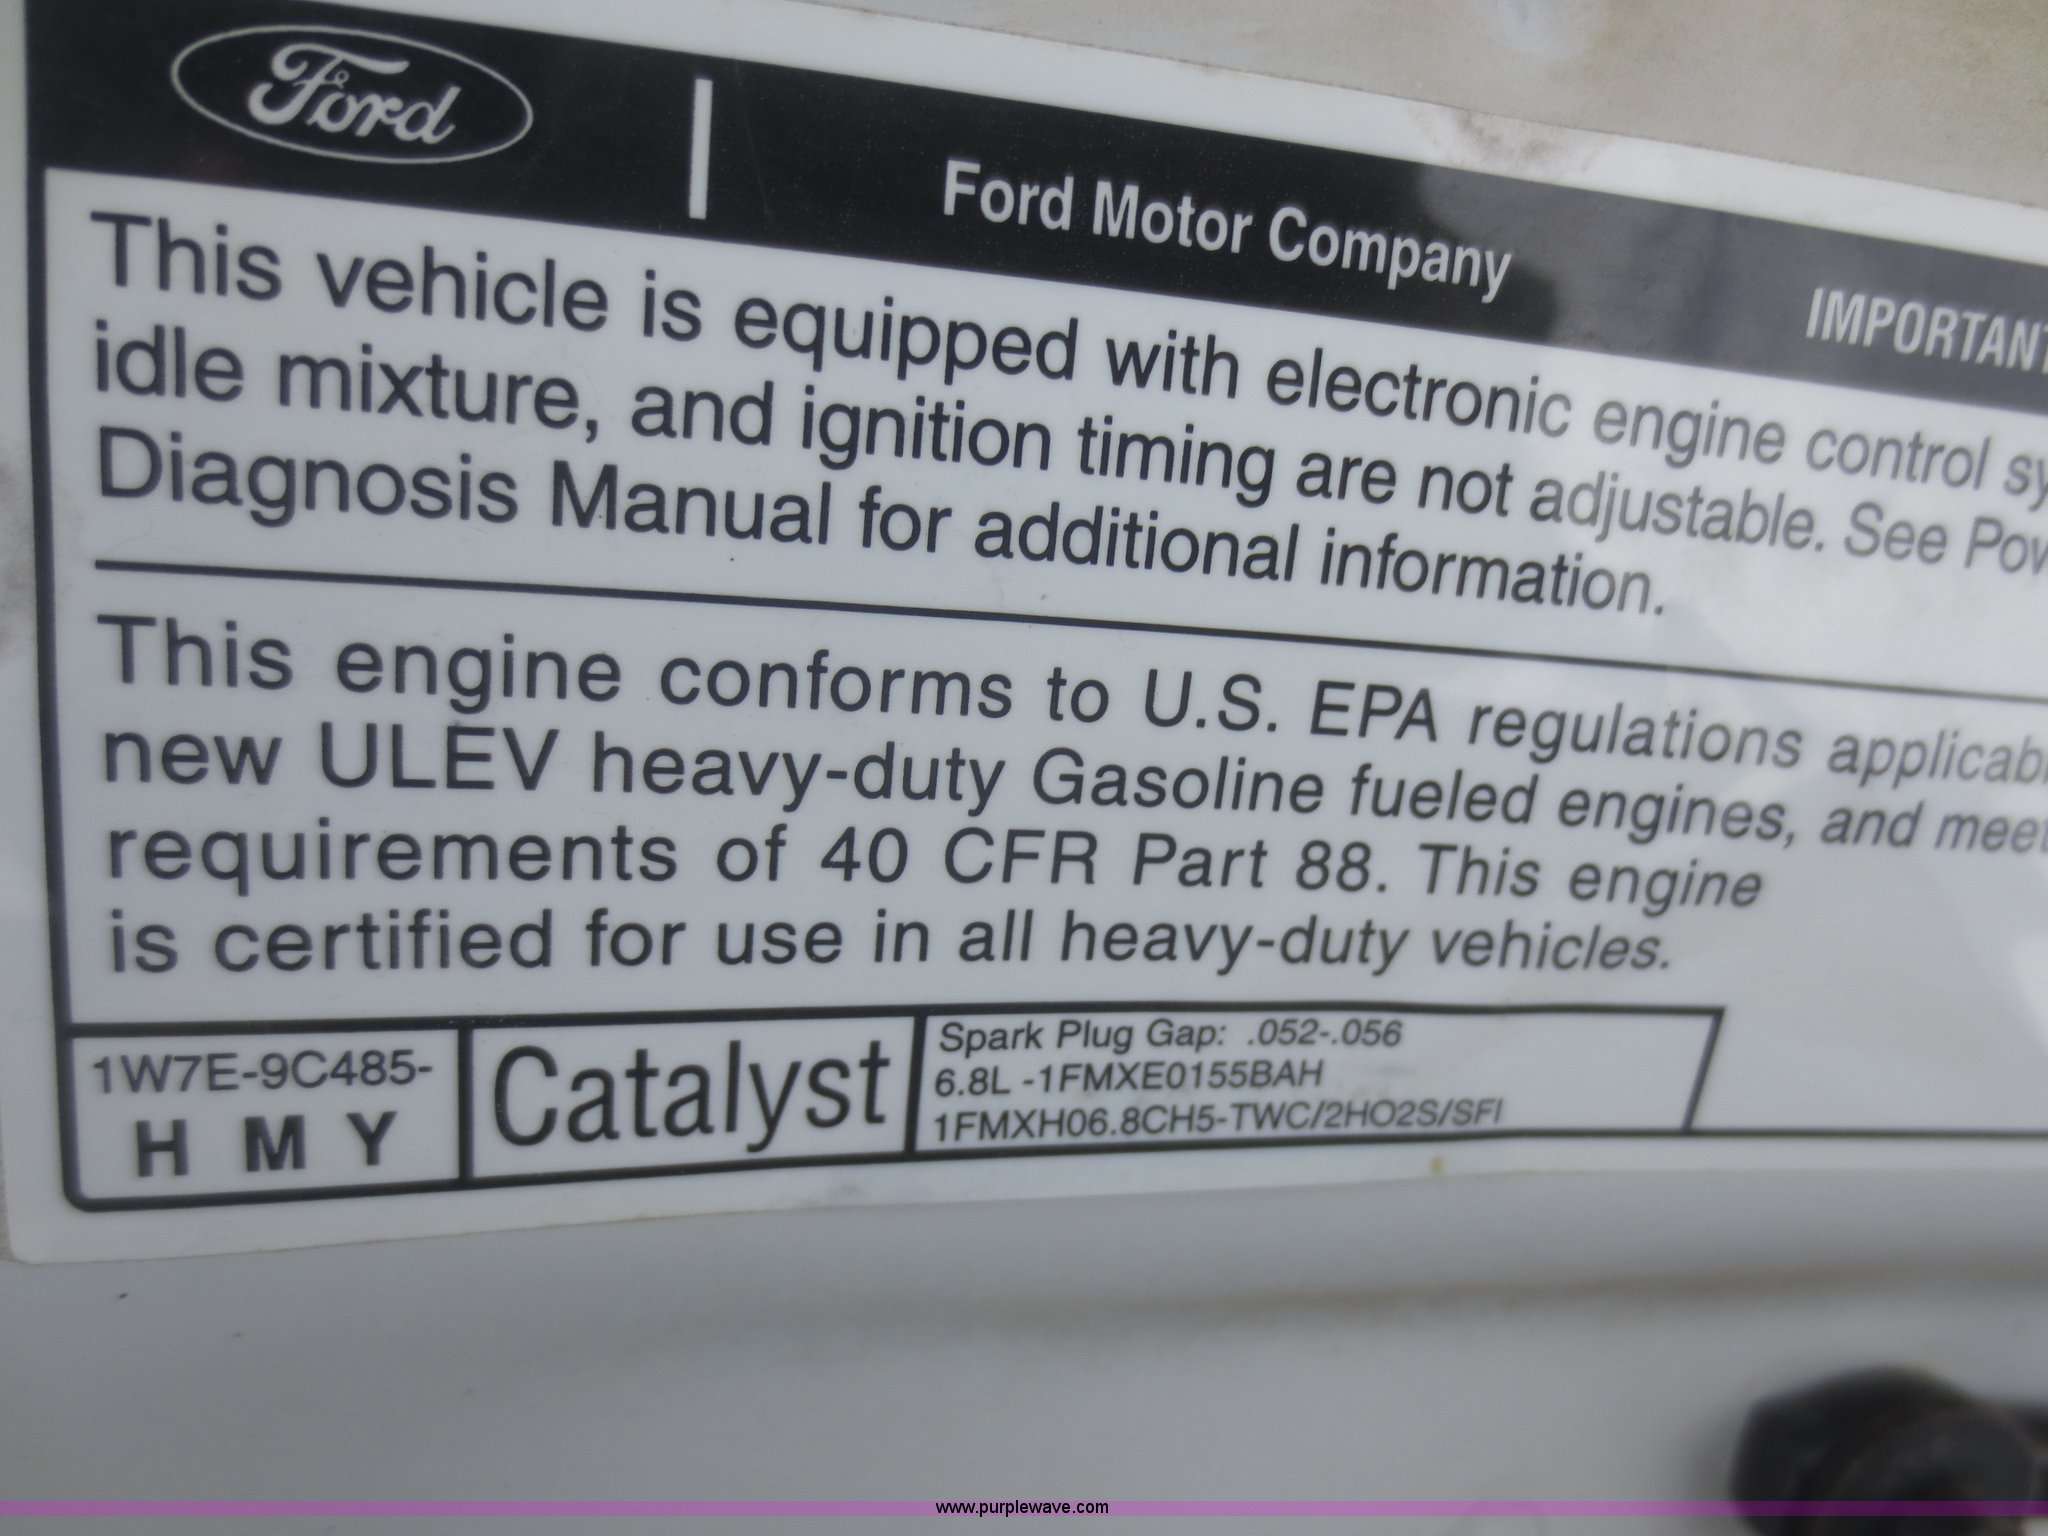 Ford
Ford Motor Company
IMPORTANT
This vehicle is equipped with electronic engine control sy
idle mixture, and ignition timing are not adjustable. See Pow
Diagnosis Manual for additional information.
This engine conforms to U.S. EPA regulations applicabl
new ULEV heavy-duty Gasoline fueled engines, and meet
requirements of 40 CFR Part 88. This engine
is certified for use in all heavy-duty vehicles.
1W7E-9C485-
H M Y
Catalyst
Spark Plug Gap: .052-.056
6.8L -1FMXE0155BAH
1FMXH06.8CH5-TWC/2HO2S/SFI
www.purplewave.com